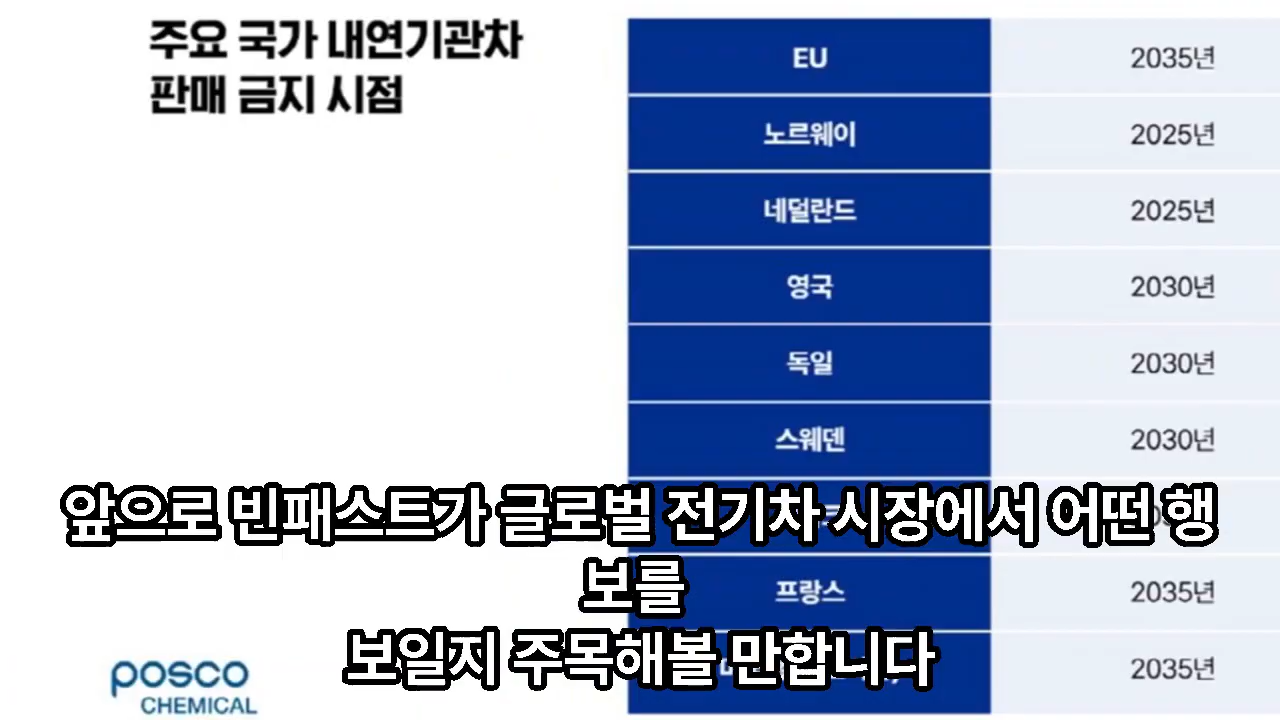 주요 국가 내연기관차
판매 금지 시점
EU 2035년
노르웨이 2025년
네덜란드 2025년
영국 2030년
독일 2030년
스웨덴 2030년
앞으로 빈패스트가 글로벌 전기차 시장에서 어떤 행
보를
프랑스 2035년
보일지 주목해볼 만합니다
2035년
posco
CHEMICAL